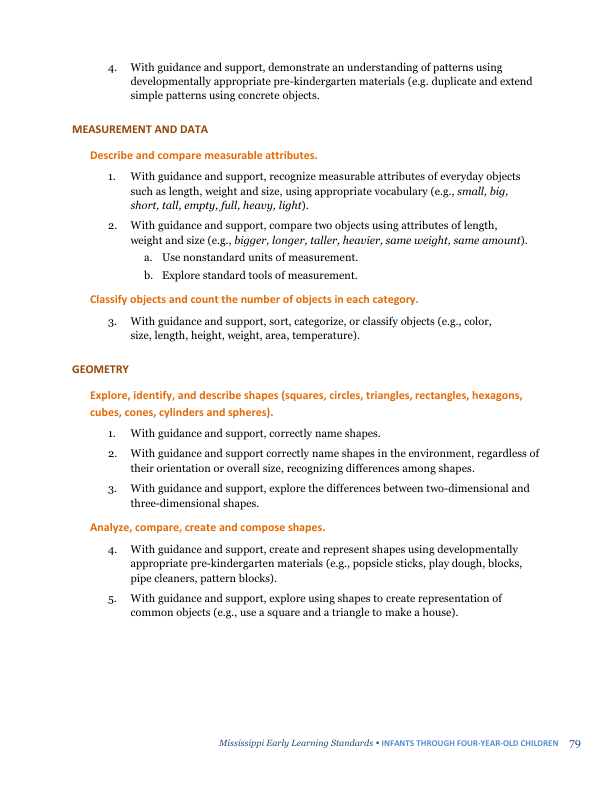 4. With guidance and support, demonstrate an understanding of patterns using
developmentally appropriate pre-kindergarten materials (e.g. duplicate and extend
simple patterns using concrete objects.
MEASUREMENT AND DATA
Describe and compare measurable attributes.
1. With guidance and support, recognize measurable attributes of everyday objects
such as length, weight and size, using appropriate vocabulary (e.g., small, big,
short, tall, empty, full, heavy, light).
2. With guidance and support, compare two objects using attributes of length,
weight and size (e.g., bigger, longer, taller, heavier, same weight, same amount).
a. Use nonstandard units of measurement.
b. Explore standard tools of measurement.
Classify objects and count the number of objects in each category.
3. With guidance and support, sort, categorize, or classify objects (e.g., color,
size, length, height, weight, area, temperature).
GEOMETRY
Explore, identify, and describe shapes (squares, circles, triangles, rectangles, hexagons,
cubes, cones, cylinders and spheres).
1. With guidance and support, correctly name shapes.
2. With guidance and support correctly name shapes in the environment, regardless of
their orientation or overall size, recognizing differences among shapes.
3. With guidance and support, explore the differences between two-dimensional and
three-dimensional shapes.
Analyze, compare, create and compose shapes.
4. With guidance and support, create and represent shapes using developmentally
appropriate pre-kindergarten materials (e.g., popsicle sticks, play dough, blocks,
pipe cleaners, pattern blocks).
5. With guidance and support, explore using shapes to create representation of
common objects (e.g., use a square and a triangle to make a house).
Mississippi Early Learning Standards • INFANTS THROUGH FOUR-YEAR-OLD CHILDREN 79